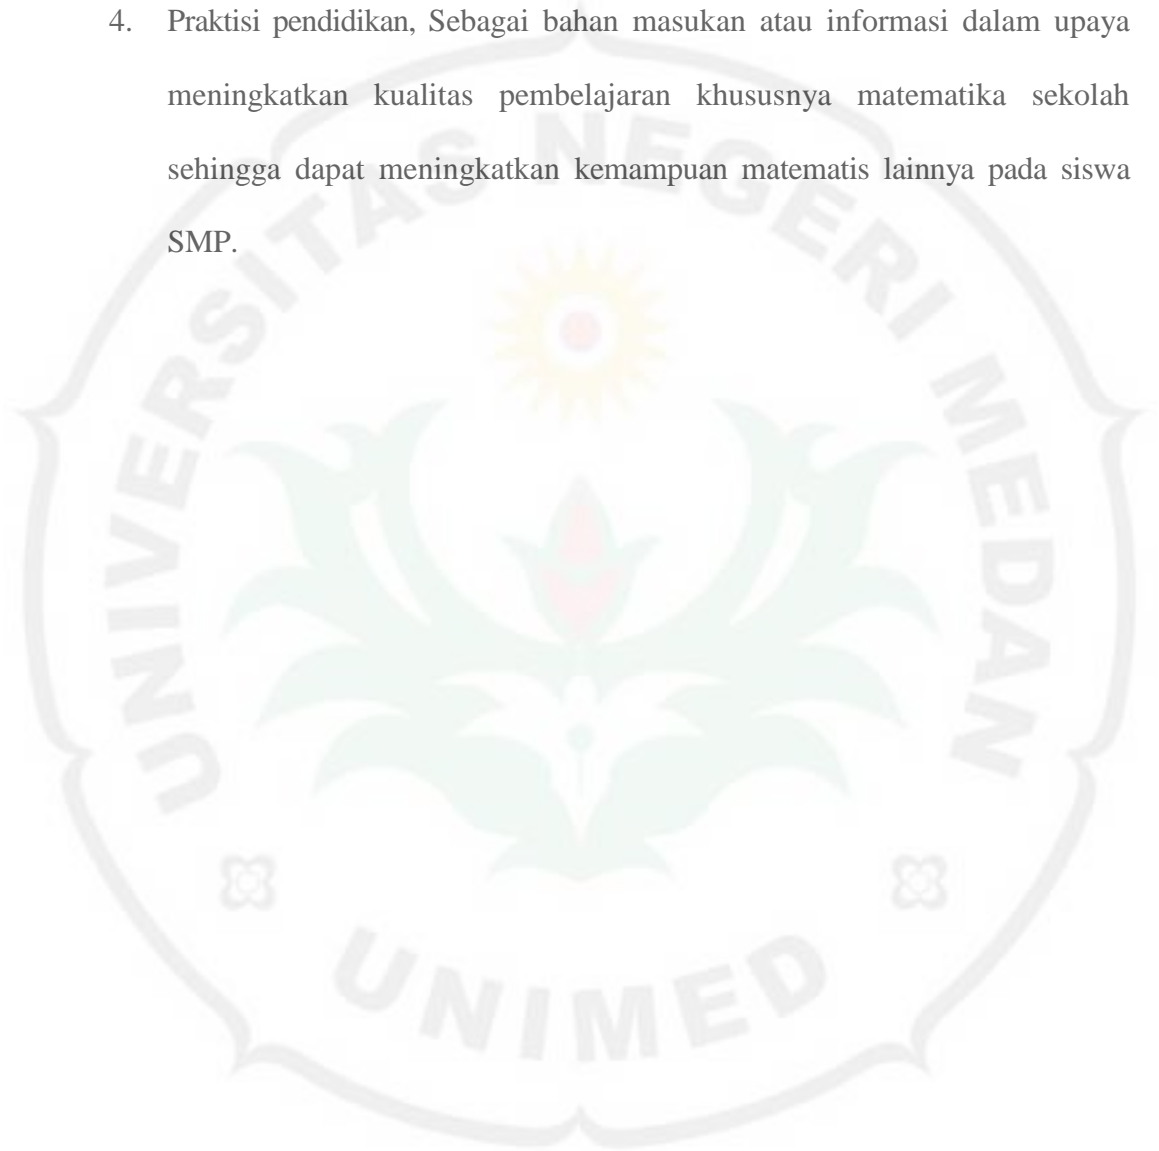 4. Praktisi pendidikan, Sebagai bahan masukan atau informasi dalam upaya
meningkatkan kualitas pembelajaran khususnya matematika sekolah
sehingga dapat meningkatkan kemampuan matematis lainnya pada siswa
SMP.
UNIVERSITAS NEGERI MEDAN
UNIMED